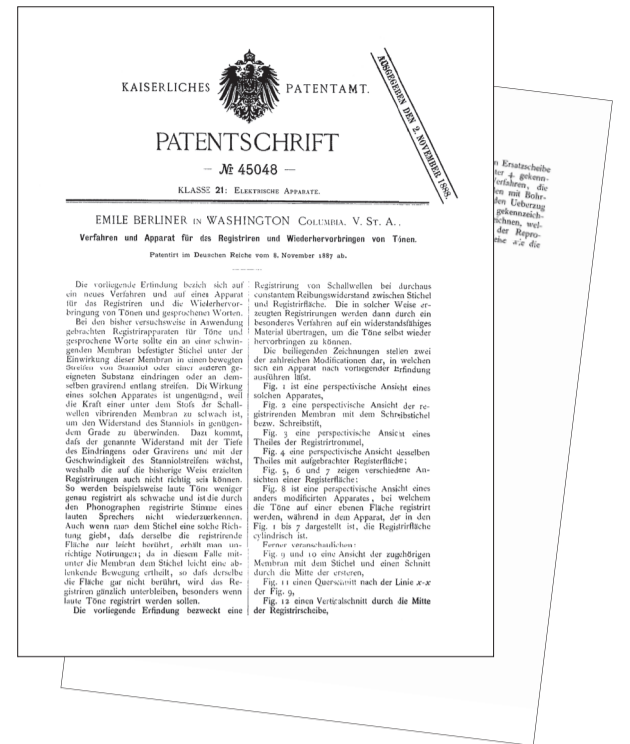 KAISERLICHES PATENTAMT.
AUSGEGEBEN DEN 2. NOVEMBER 1888.
PATENTSCHRIFT
— № 45048 —
KLASSE 21: ELEKTRISCHE APPARATE.
EMILE BERLINER IN WASHINGTON COLUMBIA. V. ST. A..
Verfahren und Apparat für das Registriren und Wiederhervorbringen von Tönen.
Patentirt im Deuschen Reiche vom 8. November 1887 ab.
Die vorliegende Erfindung bezieh sich auf
ein neues Verfahren und auf eines Apparat
für das Registriren und die Wiederhervor-
bringung von Tönen und gesprochenen Worten.
Bei den bisher versuchsweise in Anwendung
gebrachten Registrirapparaten für Töne und
gesprochene Worte sollte ein an eine schwin-
genden Membran befestigter Stichel unter der
Einwirkung dieser Membran in einen bewegten
Streifen von Stanniol oder einer anderen ge-
eigneten Substanz eindringen oder an dem-
selben gravirend entlang streifen. Die Wirkung
eines solchen Apparates ist ungenügnd, weil
die Kraft einer unter dem Stofs der Schall-
wellen vibrirenden Membran zu schwach ist,
um den Widerstand des Stanniols in genügen-
dem Grade zu überwinden. Dazu kommt,
dafs der genannte Widerstand mit der Tiefe
des Eindringens oder Gravirens und mit der
Geschwindigkeit des Stanniolstreifens wächst,
weshalb die auf die bisherige Weise erzielten
Registrirungen auch nicht richtig sein können.
So werden beispielsweise laute Töne weniger
genau registrirt als schwache und ist die durch
den Phonographen registrirte Stimme eines
lauten Sprechers nicht wiederzuerkennen.
Auch wenn man dem Stichel eine solche Rich-
tung giebt, dafs derselbe die registrirende
Fläche nur leicht berührt, erhält man un-
richtige Notirungen; da in diesem Falle mit-
unter die Membran dem Stichel leicht eine ab-
lenkende Bewegung ertheilt, so dafs derselbe
die Fläche gar nicht berührt, wird das Re-
gistriren gänzlich unterbleiben, besonders wenn
laute Töne registrirt werden sollen.
Die vorliegende Erfindung bezweckt eine
Registrirung von Schallwellen bei durchaus
constantem Reibungswiderstand zwischen Stichel
und Registrirfläche. Die in solcher Weise er-
zeugten Registrirungen werden dann durch ein
besonderes Verfahren auf ein widerstandsfähiges
Material übertragen, um die Töne selbst wieder
hervorbringen zu können.
Die beiliegenden Zeichnungen stellen zwei
der zahlreichen Modificationen dar, in welchen
sich ein Apparat nach vorliegender Erfindung
ausführen läfst.
Fig. 1 ist eine perspectivische Ansicht eines
solchen Apparates,
Fig. 2 eine perspectivische Ansicht der re-
gistrirenden Membran mit dem Schreibstichel
bezw. Schreibstift,
Fig. 3 eine perspectivische Ansicht eines
Theiles der Registrirtrommel,
Fig. 4 eine perspectivische Ansicht desselben
Theiles mit aufgebrachter Registerfläche;
Fig. 5, 6 und 7 zeigen verschiedene An-
sichten einer Registerfläche;
Fig. 8 ist eine perspectivische Ansicht eines
anders modificirten Apparates, bei welchem
die Töne auf einer ebenen Fläche registrirt
werden, während in dem Apparat, der in den
Fig. 1 bis 7 dargestellt ist, die Registrirfläche
cylindrisch ist.
Ferner veranschaulichen:
Fig. 9 und 10 eine Ansicht der zugehörigen
Membran mit dem Stichel und einen Schnitt
durch die Mitte der ersteren,
Fig. 11 einen Querschnitt nach der Linie x-x
der Fig. 9,
Fig. 12 einen Verticalschnitt durch die Mitte
der Registrirscheibe,
n Ersatzscheibe
ter 4 gekenn-
Verfahren, die
len mit Bohr-
den Ueberzug
gekennzeich-
ichnen, wel-
der Repro-
die